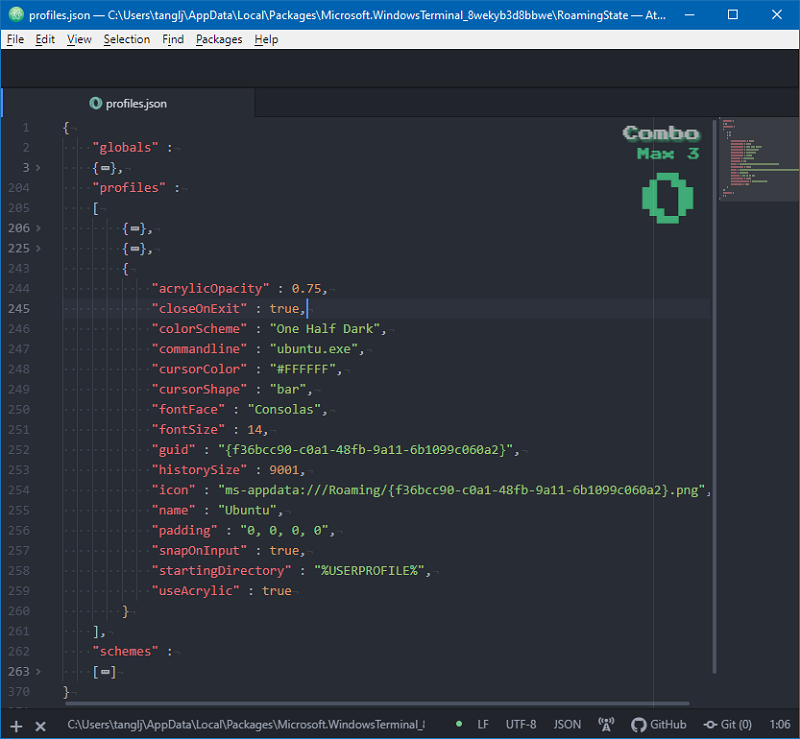 profiles.json — C:\Users\tanglj\AppData\Local\Packages\Microsoft.WindowsTerminal_8wekyb3d8bbwe\RoamingState — At...
File Edit View Selection Find Packages Help
profiles.json
Combo
Max 3
0
1 {
2 "globals" :
3 {},
204 "profiles" :
205 [
206 {},
225 {},
243 {
244 "acrylicOpacity" : 0.75,
245 "closeOnExit" : true,
246 "colorScheme" : "One Half Dark",
247 "commandline" : "ubuntu.exe",
248 "cursorColor" : "#FFFFFF",
249 "cursorShape" : "bar",
250 "fontFace" : "Consolas",
251 "fontSize" : 14,
252 "guid" : "{f36bcc90-c0a1-48fb-9a11-6b1099c060a2}",
253 "historySize" : 9001,
254 "icon" : "ms-appdata:///Roaming/{f36bcc90-c0a1-48fb-9a11-6b1099c060a2}.png",
255 "name" : "Ubuntu",
256 "padding" : "0, 0, 0, 0",
257 "snapOnInput" : true,
258 "startingDirectory" : "%USERPROFILE%",
259 "useAcrylic" : true
260 }
261 ],
262 "schemes" :
263 []
370 }
C:\Users\tanglj\AppData\Local\Packages\Microsoft.WindowsTerminal_ LF UTF-8 JSON GitHub Git (0) 1:06